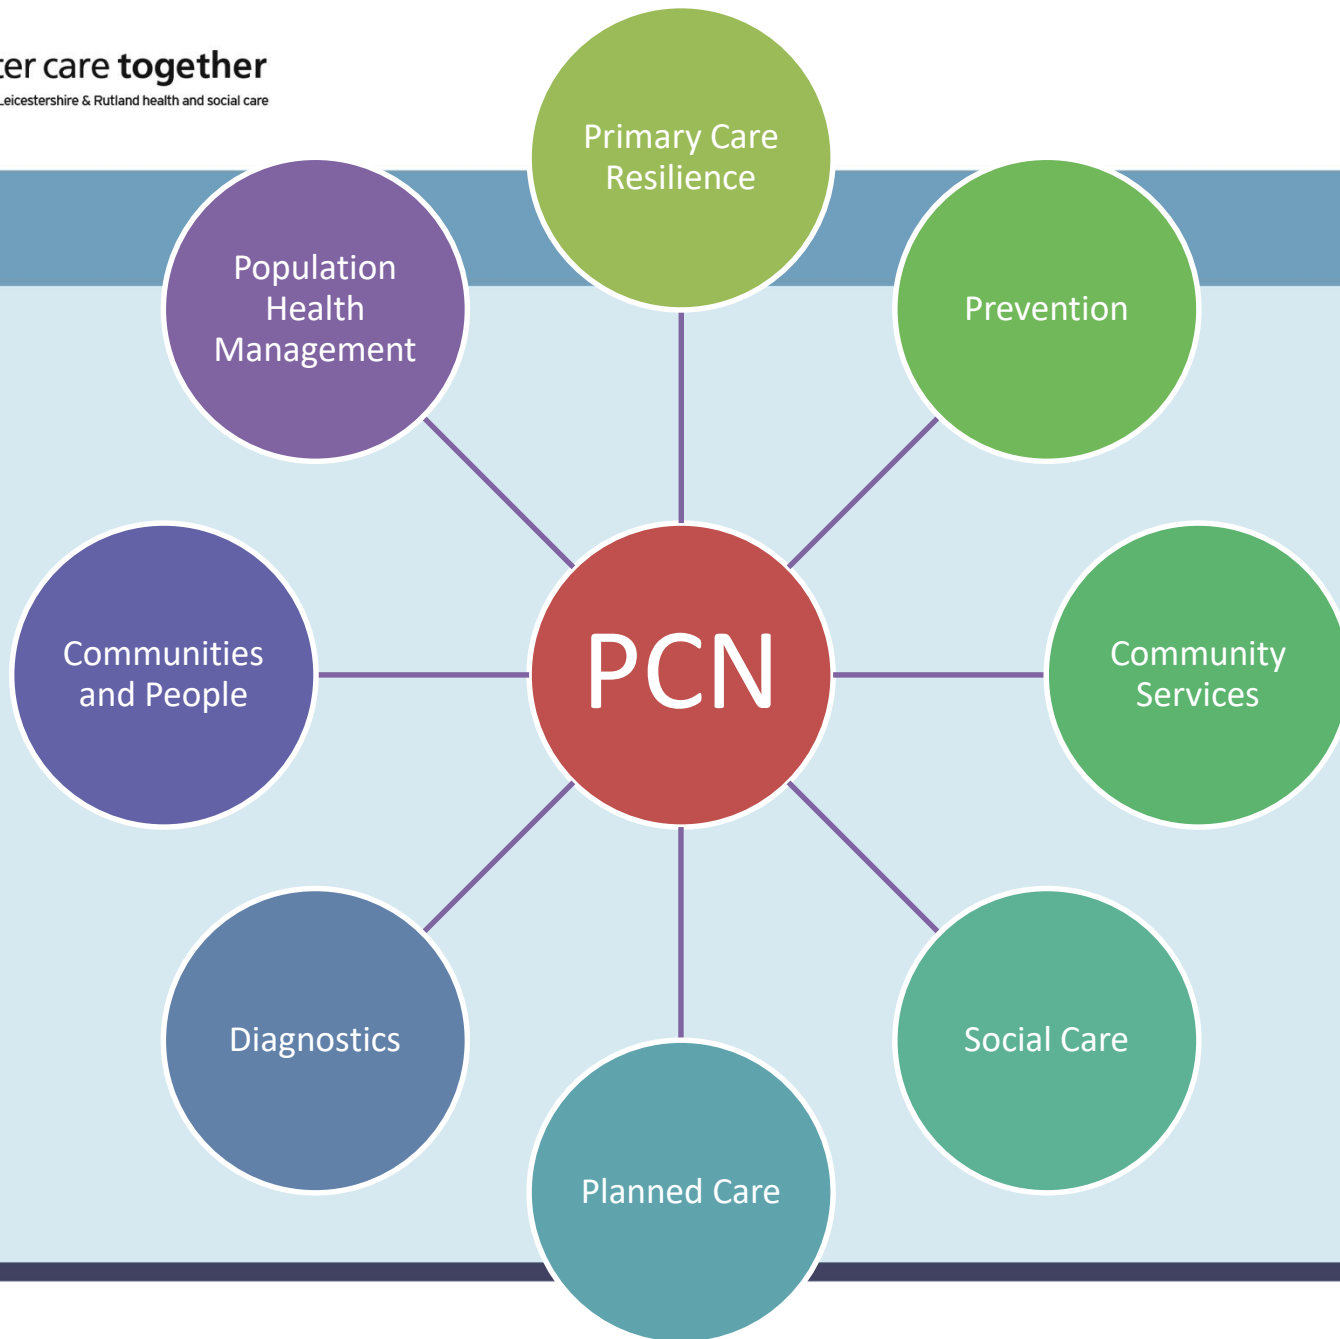 care together
Leicestershire & Rutland health and social care
Primary Care
Resilience
Population
Health
Management
Prevention
Communities
and People
PCN
Community
Services
Diagnostics
Social Care
Planned Care